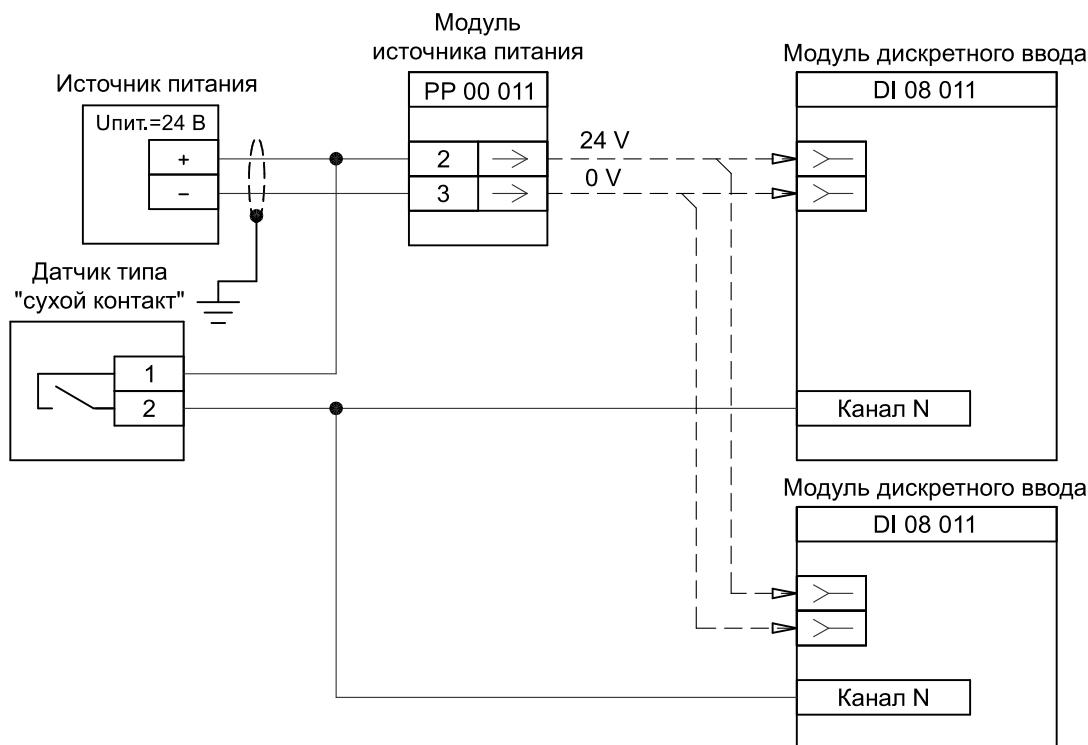 Модуль
источника питания
Модуль дискретного ввода
Источник питания
PP 00 011
DI 08 011
Uпит.=24 В
+
2
24 V
–
3
0 V
Датчик типа
"сухой контакт"
1
2
Канал N
Модуль дискретного ввода
DI 08 011
Канал N